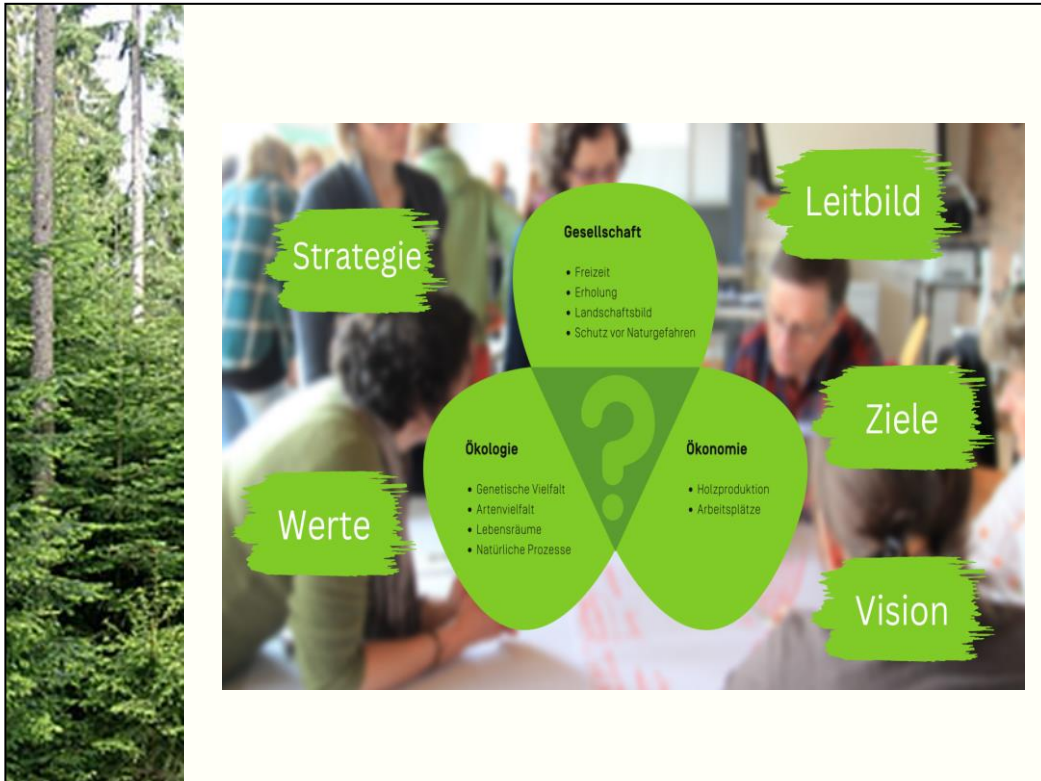 Leitbild
Strategie
Gesellschaft
• Freizeit
• Erholung
• Landschaftsbild
• Schutz vor Naturgefahren
Ziele
Ökologie
• Genetische Vielfalt
• Artenvielfalt
• Lebensräume
• Natürliche Prozesse
?
Ökonomie
• Holzproduktion
• Arbeitsplätze
Werte
Vision